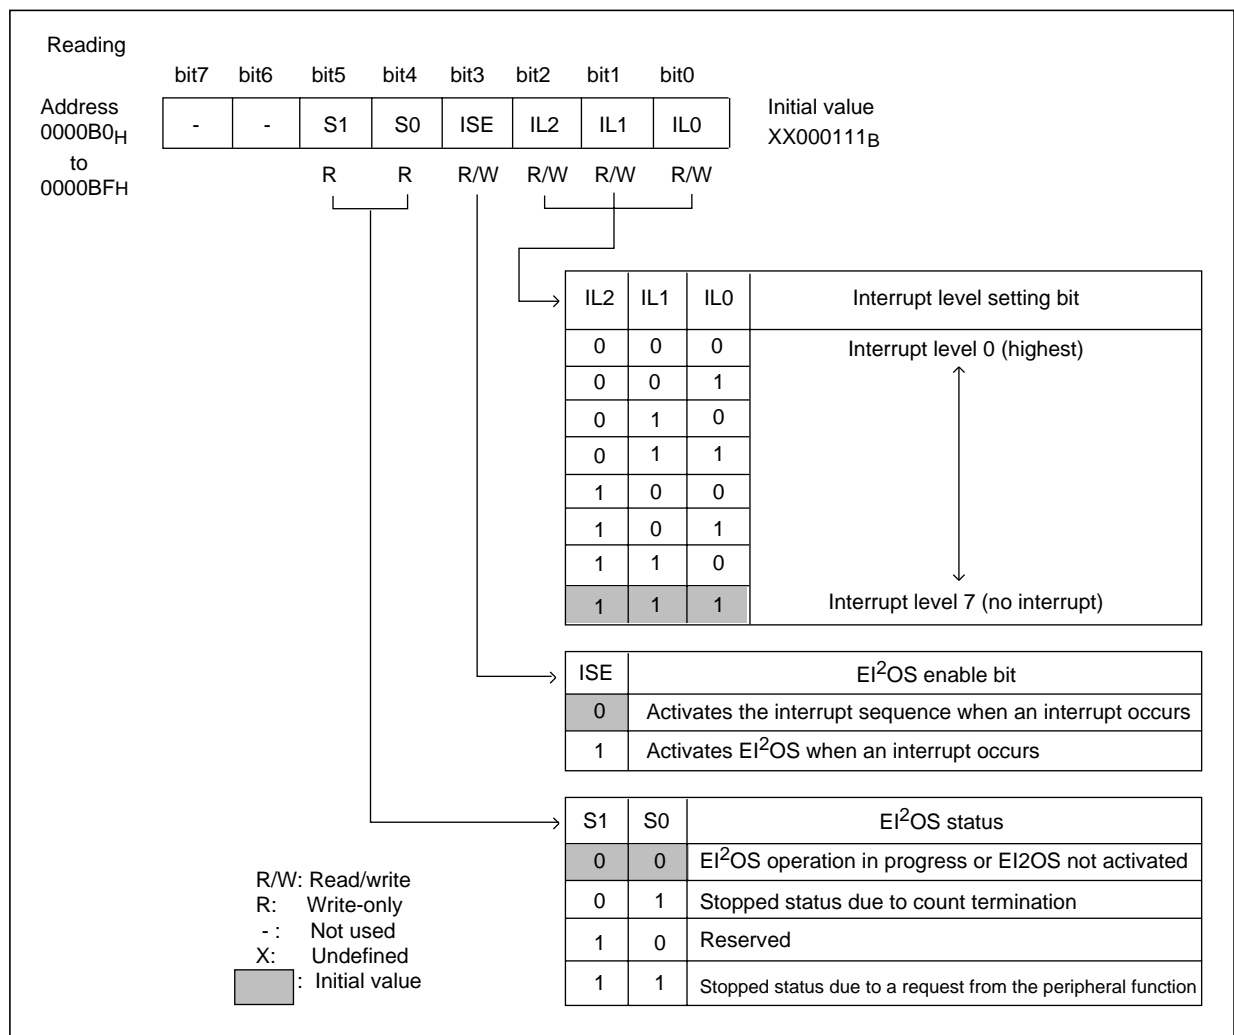 Reading
bit7 bit6 bit5 bit4 bit3 bit2 bit1 bit0
Address
0000B0H
to
0000BFH
- - S1 S0 ISE IL2 IL1 IL0
Initial value
XX000111B
R R R/W R/W R/W R/W
IL2 IL1 IL0 Interrupt level setting bit
0 0 0 Interrupt level 0 (highest)
0 0 1
0 1 0
0 1 1
1 0 0
1 0 1
1 1 0
1 1 1 Interrupt level 7 (no interrupt)
ISE EI²OS enable bit
0 Activates the interrupt sequence when an interrupt occurs
1 Activates EI²OS when an interrupt occurs
S1 S0 EI²OS status
0 0 EI²OS operation in progress or EI2OS not activated
0 1 Stopped status due to count termination
1 0 Reserved
1 1 Stopped status due to a request from the peripheral function
R/W: Read/write
R: Write-only
- : Not used
X: Undefined
: Initial value